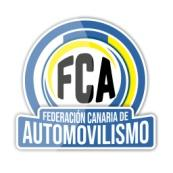 FCA
FEDERACIÓN CANARIA DE
AUTOMOVILISMO